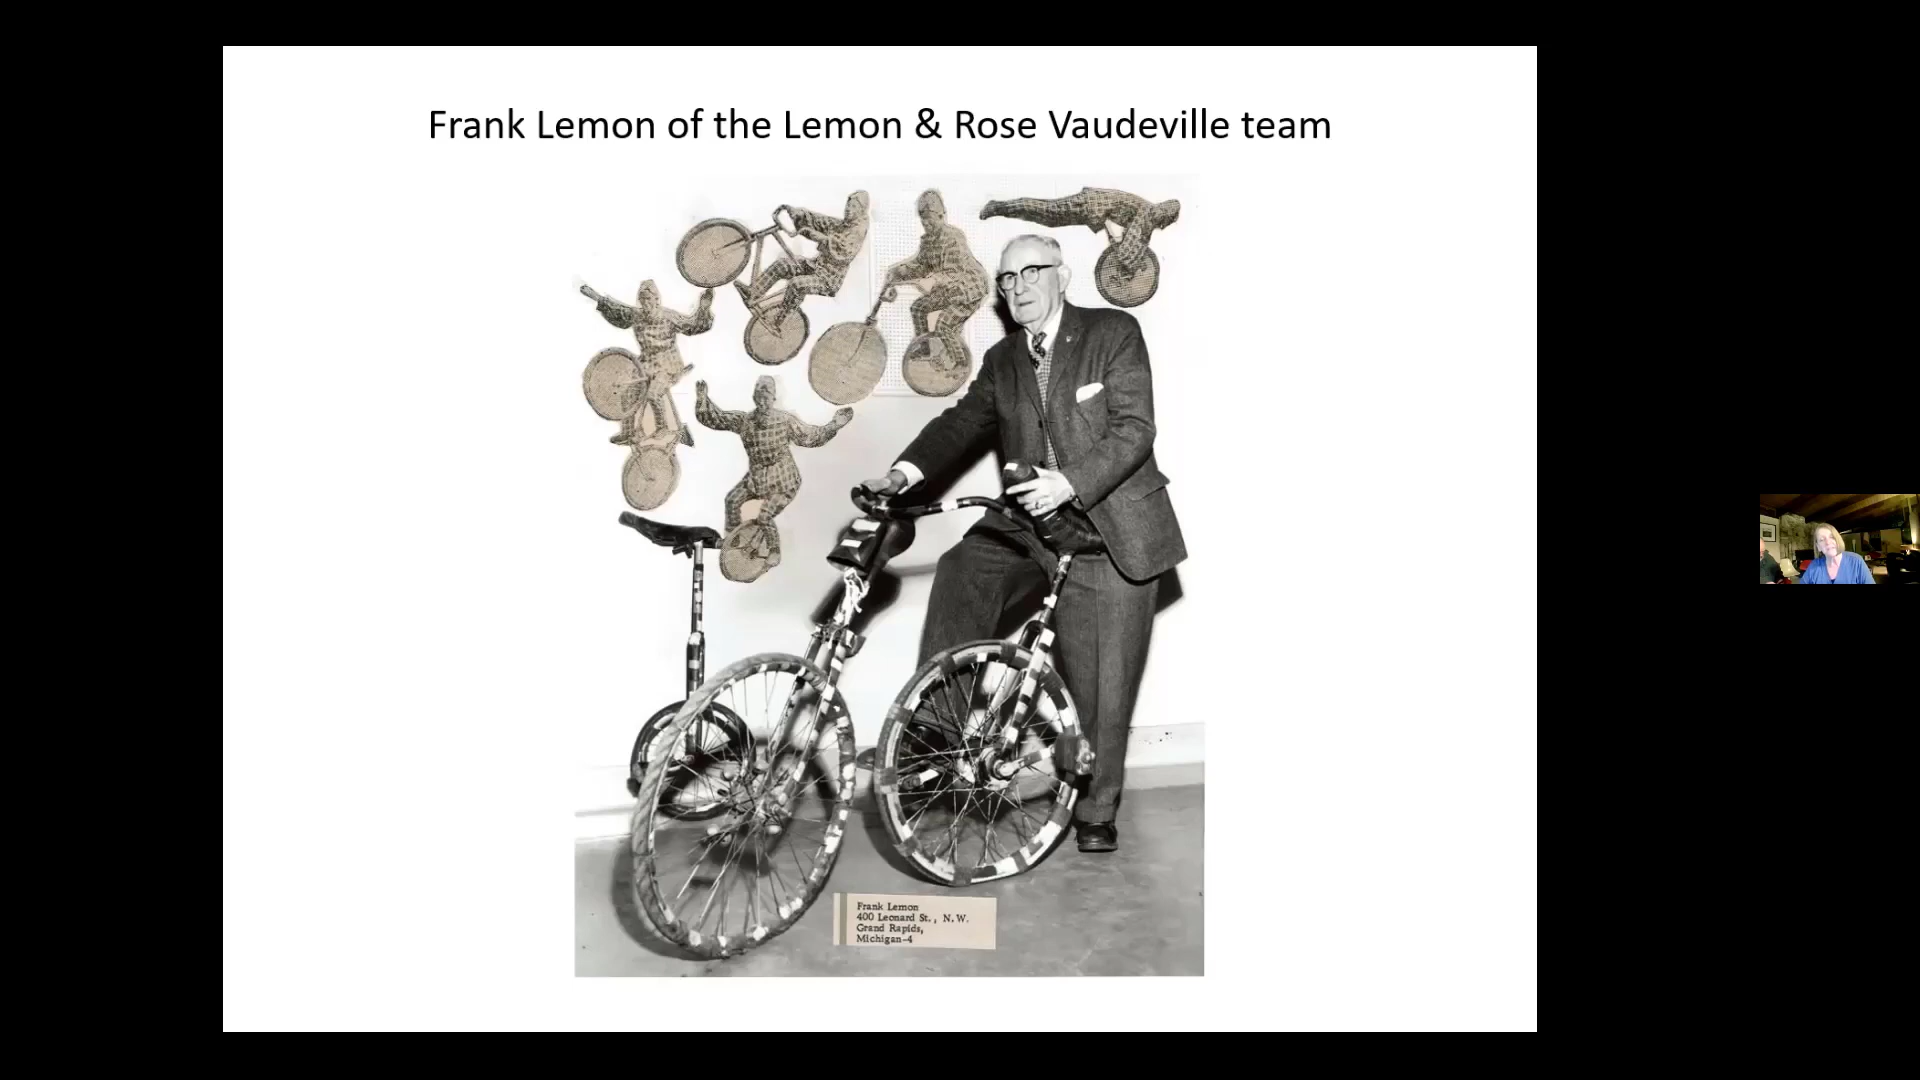 Frank Lemon of the Lemon & Rose Vaudeville team
Frank Lemon
400 Leonard St., N.W.
Grand Rapids,
Michigan-4